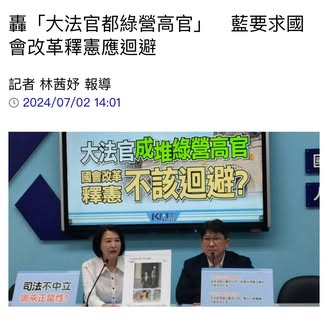 轟「大法官都綠營高官」 藍要求國
會改革釋憲應迴避
記者 林茜妤 報導
2024/07/02 14:01
大法官成堆綠營高官
國會改革
釋憲 不該迴避?
司法不中立